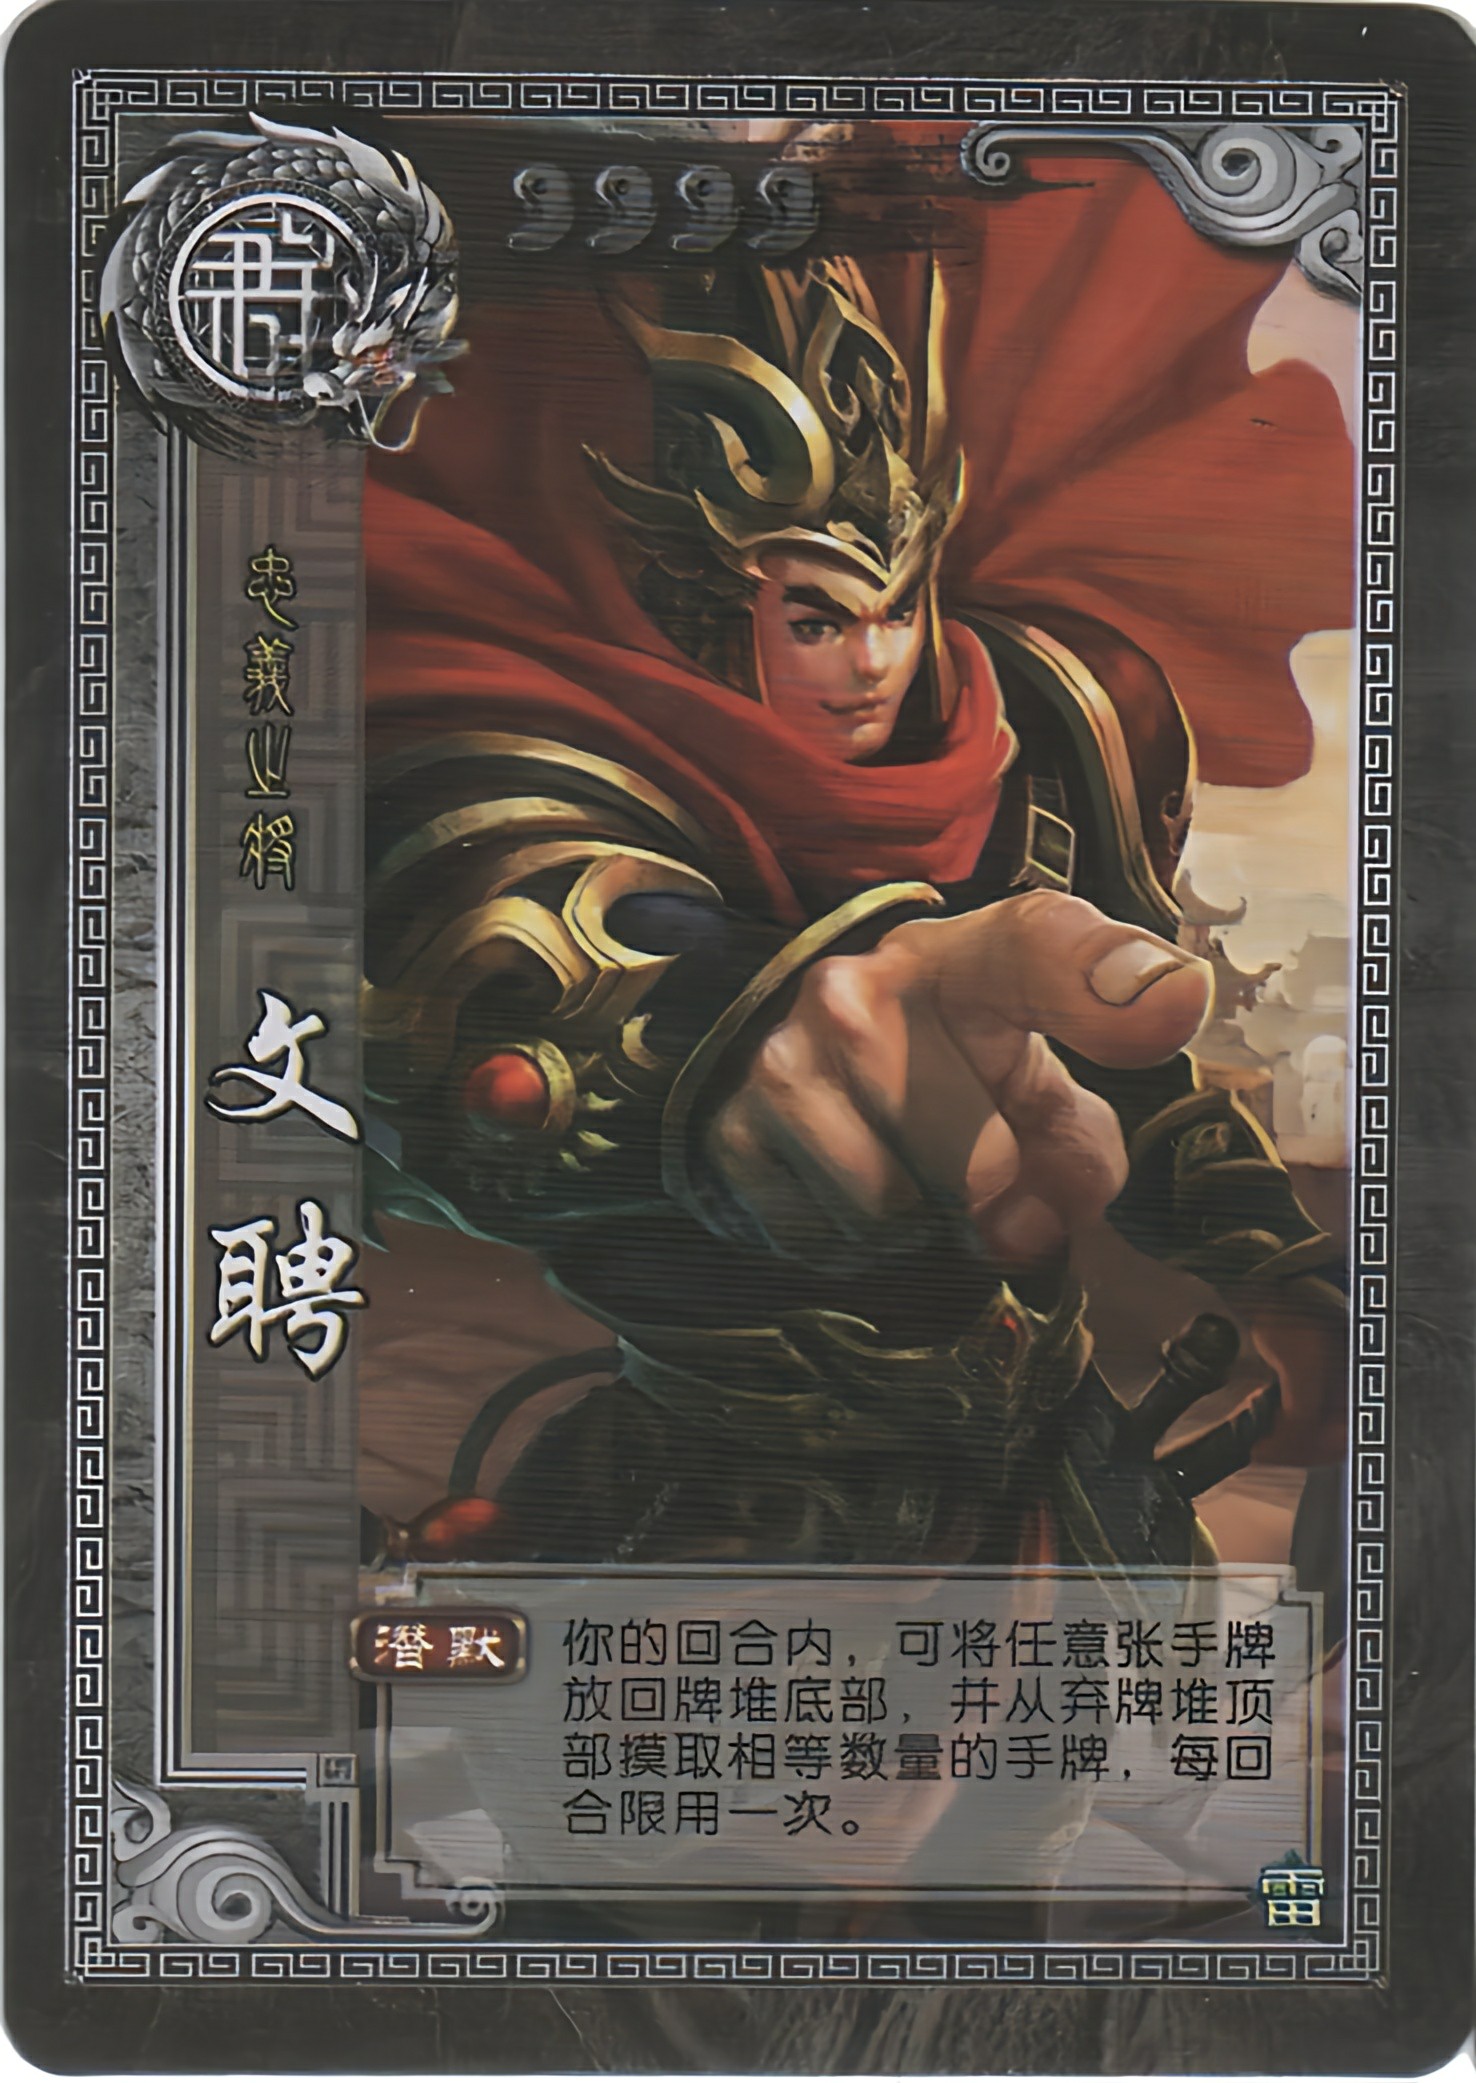 忠義之將
文聘
潛默
你的回合内，可将任意张手牌
放回牌堆底部，并从弃牌堆顶
部摸取相等数量的手牌，每回
合限用一次。
雷